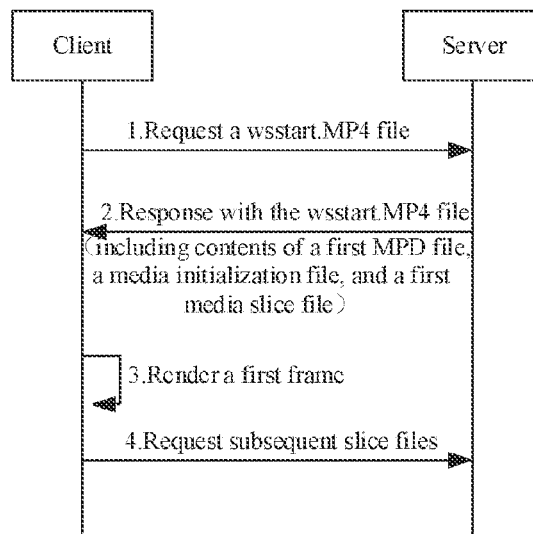 Client
Server
1.Request a wsstart.MP4 file
2.Response with the wsstart.MP4 file
（including contents of a first MPD file,
a media initialization file, and a first
media slice file）
3.Render a first frame
4.Request subsequent slice files